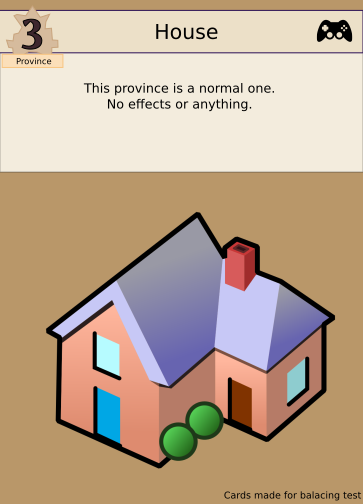 House
3
Province
This province is a normal one.
No effects or anything.
Cards made for balacing test